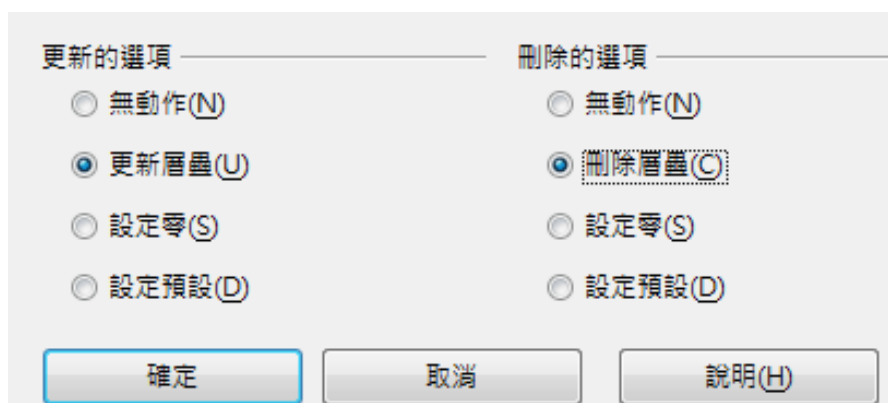 更新的選項
無動作(N)
更新層疊(U)
設定零(S)
設定預設(D)
刪除的選項
無動作(N)
刪除層疊(C)
設定零(S)
設定預設(D)
確定
取消
說明(H)